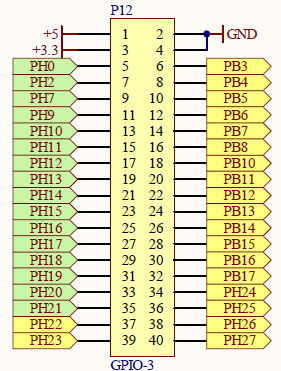 P12
+5 1 2 GND
+3.3 3 4
PH0 5 6 PB3
PH2 7 8 PB4
PH7 9 10 PB5
PH9 11 12 PB6
PH10 13 14 PB7
PH11 15 16 PB8
PH12 17 18 PB10
PH13 19 20 PB11
PH14 21 22 PB12
PH15 23 24 PB13
PH16 25 26 PB14
PH17 27 28 PB15
PH18 29 30 PB16
PH19 31 32 PB17
PH20 33 34 PH24
PH21 35 36 PH25
PH22 37 38 PH26
PH23 39 40 PH27
GPIO-3